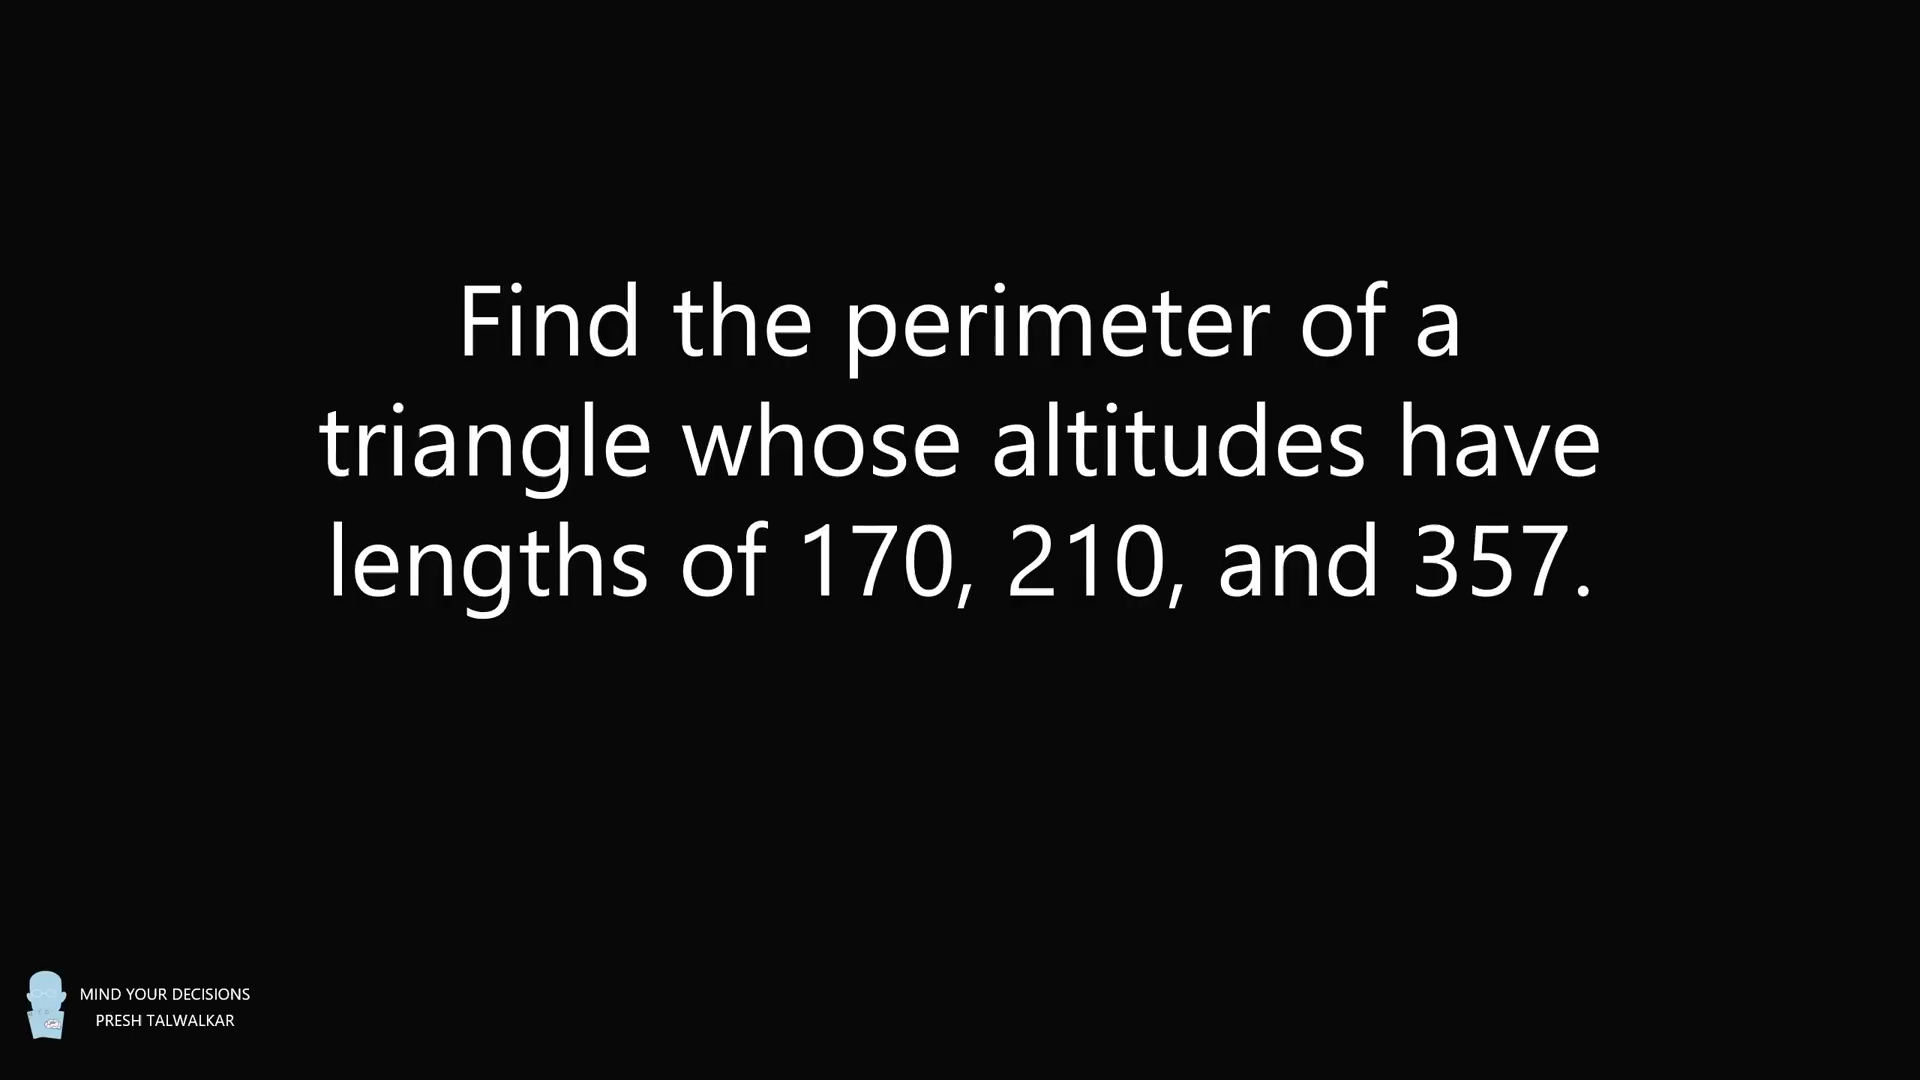 Find the perimeter of a
triangle whose altitudes have
lengths of 170, 210, and 357.
MIND YOUR DECISIONS
PRESH TALWALKAR